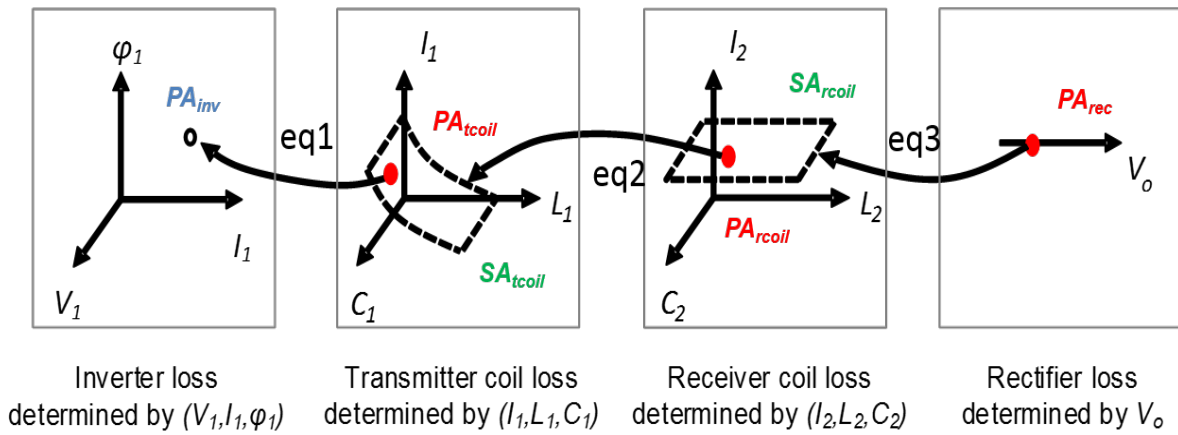 φ1
PAinv
I1
V1
eq1
I1
PAtcoil
L1
SAtcoil
C1
eq2
I2
SArcoil
L2
PArcoil
C2
eq3
PArec
Vo
Inverter loss
determined by (V1,I1,φ1)
Transmitter coil loss
determined by (I1,L1,C1)
Receiver coil loss
determined by (I2,L2,C2)
Rectifier loss
determined by Vo